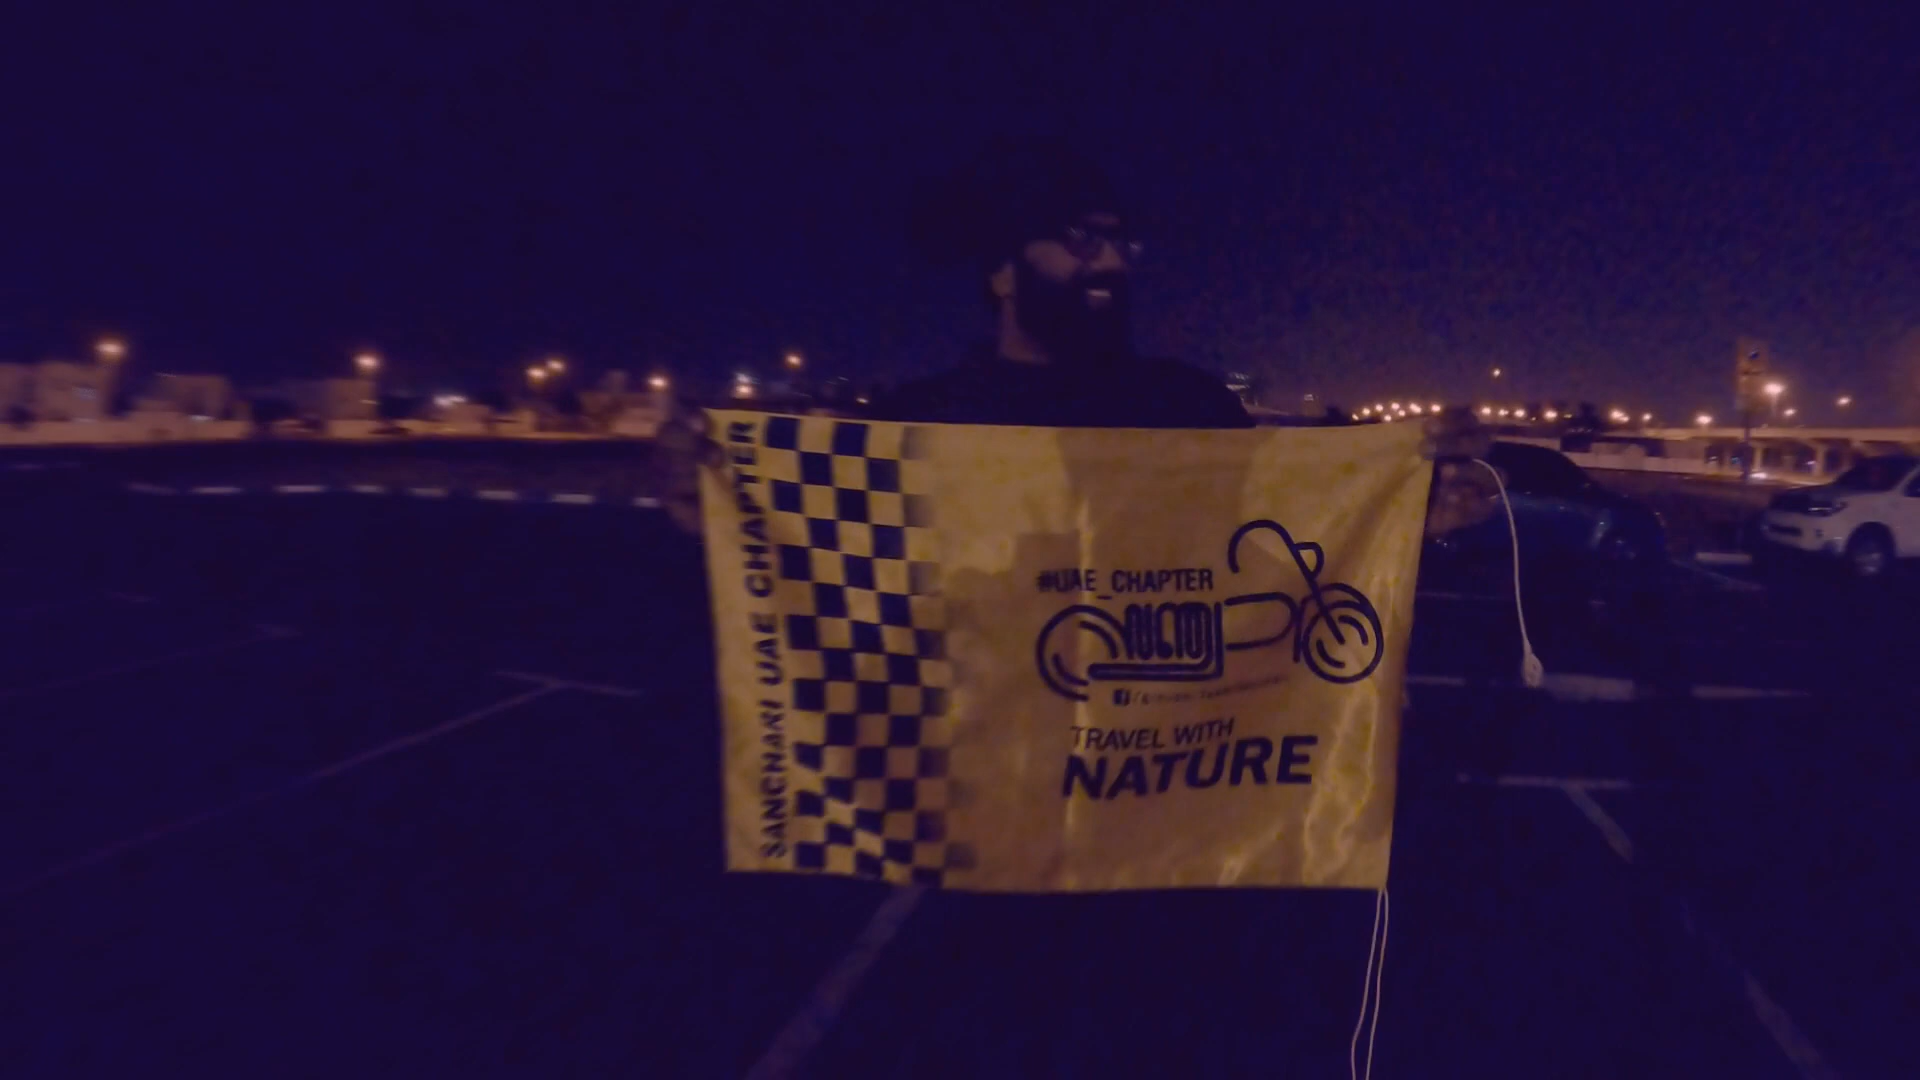 SANCHARI UAE CHAPTER
#UAE_CHAPTER
TRAVEL WITH
NATURE